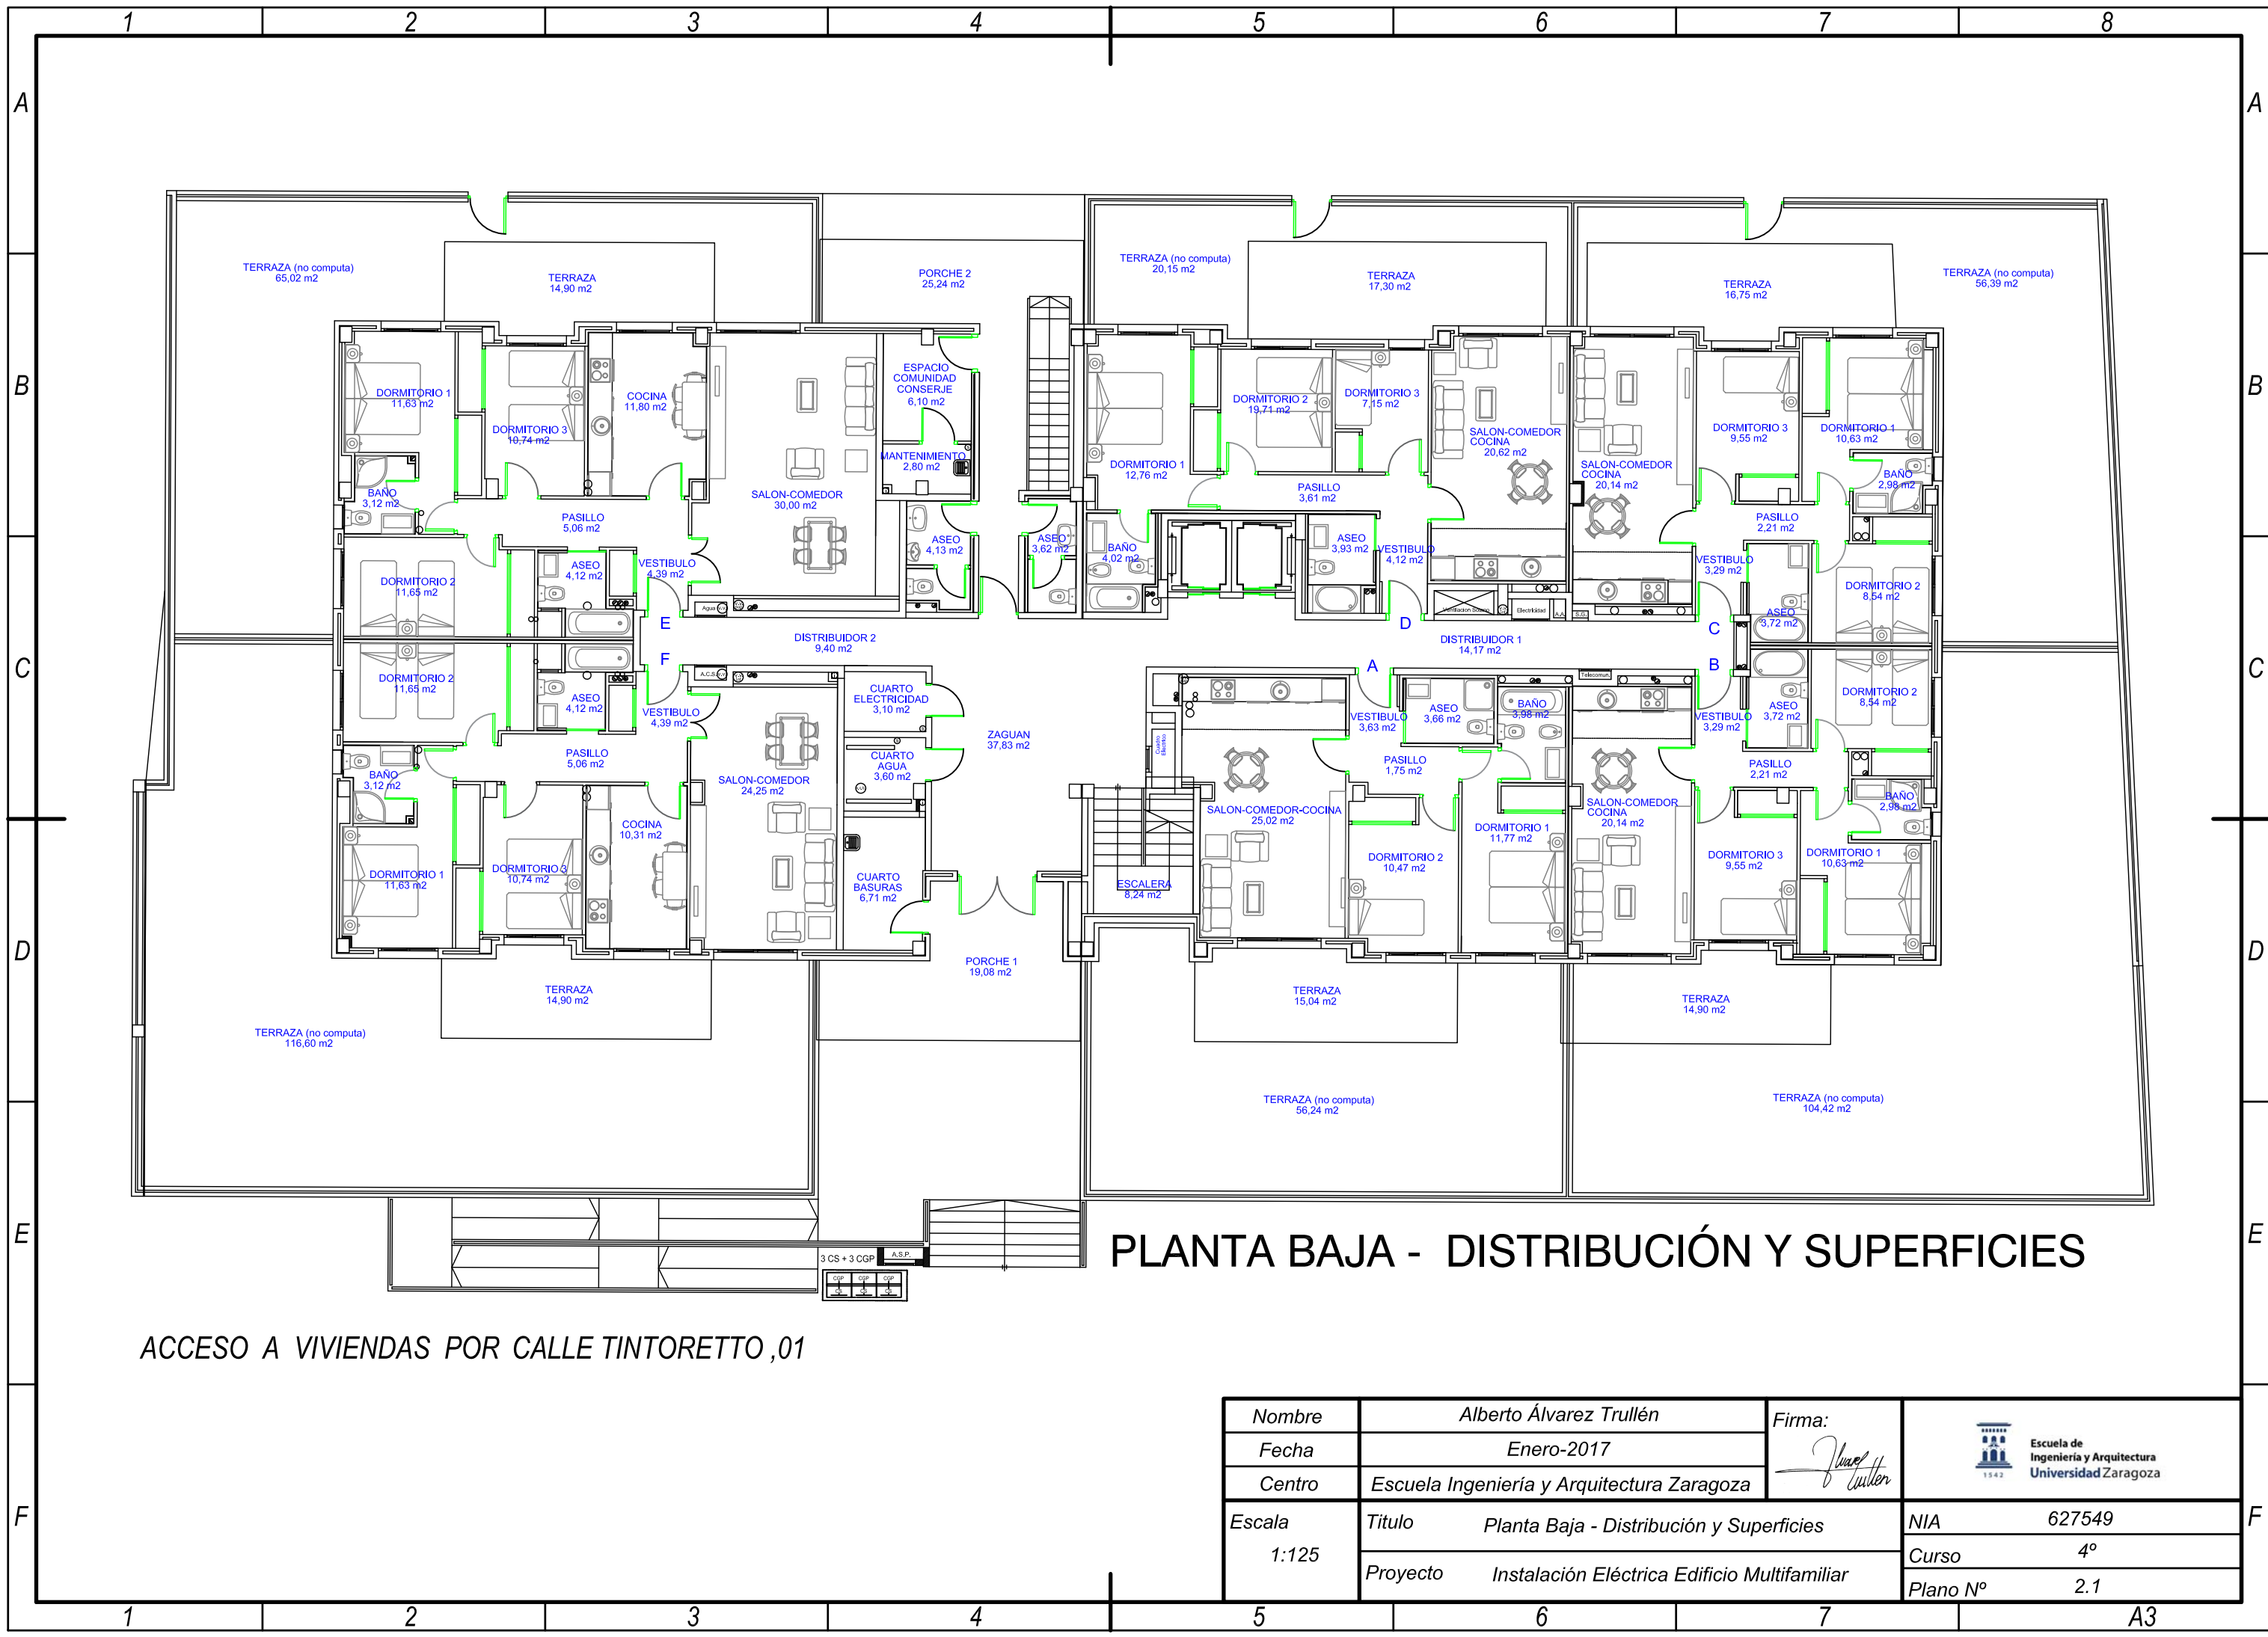 1 2 3 4 5 6 7 8
A A
B B
C C
D D
E E
F F
TERRAZA (no computa)
65,02 m2
TERRAZA
14,90 m2
PORCHE 2
25,24 m2
TERRAZA (no computa)
20,15 m2
TERRAZA
17,30 m2
TERRAZA
16,75 m2
TERRAZA (no computa)
56,39 m2
DORMITORIO 1
11,63 m2
DORMITORIO 3
10,74 m2
COCINA
11,80 m2
SALON-COMEDOR
30,00 m2
ESPACIO
COMUNIDAD
CONSERJE
6,10 m2
MANTENIMIENTO
2,80 m2
BAÑO
3,12 m2
PASILLO
5,06 m2
ASEO
4,13 m2
ASEO
3,62 m2
DORMITORIO 2
11,65 m2
ASEO
4,12 m2
VESTIBULO
4,39 m2
Agua
E
DISTRIBUIDOR 2
9,40 m2
DORMITORIO 1
12,76 m2
DORMITORIO 2
19,71 m2
DORMITORIO 3
7,15 m2
SALON-COMEDOR
COCINA
20,62 m2
PASILLO
3,61 m2
BAÑO
4,02 m2
ASEO
3,93 m2
VESTIBULO
4,12 m2
Electricidad
A.A.
S.G.
D
DISTRIBUIDOR 1
14,17 m2
SALON-COMEDOR
COCINA
20,14 m2
DORMITORIO 3
9,55 m2
DORMITORIO 1
10,63 m2
BAÑO
2,98 m2
PASILLO
2,21 m2
VESTIBULO
3,29 m2
DORMITORIO 2
8,54 m2
ASEO
3,72 m2
C
F
A.C.S.
DORMITORIO 2
11,65 m2
ASEO
4,12 m2
VESTIBULO
4,39 m2
PASILLO
5,06 m2
BAÑO
3,12 m2
SALON-COMEDOR
24,25 m2
COCINA
10,31 m2
DORMITORIO 1
11,63 m2
DORMITORIO 3
10,74 m2
CUARTO
ELECTRICIDAD
3,10 m2
CUARTO
AGUA
3,60 m2
CUARTO
BASURAS
6,71 m2
ZAGUAN
37,83 m2
PORCHE 1
19,08 m2
ESCALERA
8,24 m2
Cuadro
Electrico
A
B
Telecomun.
VESTIBULO
3,63 m2
ASEO
3,66 m2
BAÑO
3,98 m2
PASILLO
1,75 m2
SALON-COMEDOR-COCINA
25,02 m2
DORMITORIO 2
10,47 m2
DORMITORIO 1
11,77 m2
VESTIBULO
3,29 m2
ASEO
3,72 m2
DORMITORIO 2
8,54 m2
PASILLO
2,21 m2
BAÑO
2,98 m2
SALON-COMEDOR
COCINA
20,14 m2
DORMITORIO 3
9,55 m2
DORMITORIO 1
10,63 m2
TERRAZA
14,90 m2
TERRAZA (no computa)
116,60 m2
TERRAZA
15,04 m2
TERRAZA
14,90 m2
TERRAZA (no computa)
56,24 m2
TERRAZA (no computa)
104,42 m2
3 CS + 3 CGP
A.S.P.
CGP CGP CGP
CS CS CS
PLANTA BAJA - DISTRIBUCIÓN Y SUPERFICIES
ACCESO A VIVIENDAS POR CALLE TINTORETTO ,01
Nombre Alberto Álvarez Trullén
Fecha Enero-2017
Centro Escuela Ingeniería y Arquitectura Zaragoza
Firma:
1542
Escuela de
Ingeniería y Arquitectura
Universidad Zaragoza
Escala
1:125
Título Planta Baja - Distribución y Superficies
Proyecto Instalación Eléctrica Edificio Multifamiliar
NIA 627549
Curso 4º
Plano Nº 2.1
1 2 3 4 5 6 7 A3